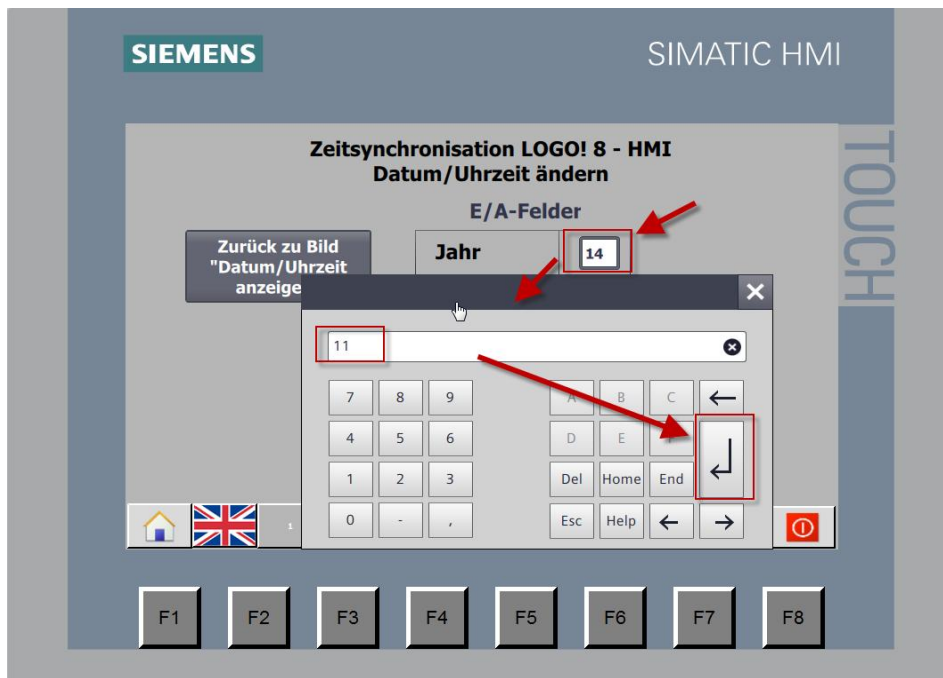 SIEMENS
SIMATIC HMI
TOUCH
Zeitsynchronisation LOGO! 8 - HMI
Datum/Uhrzeit ändern
E/A-Felder
Zurück zu Bild
"Datum/Uhrzeit
anzeige
Jahr
14
11
7 8 9 A B C
4 5 6 D E
1 2 3 Del Home End
0 - , Esc Help
1
F1 F2 F3 F4 F5 F6 F7 F8